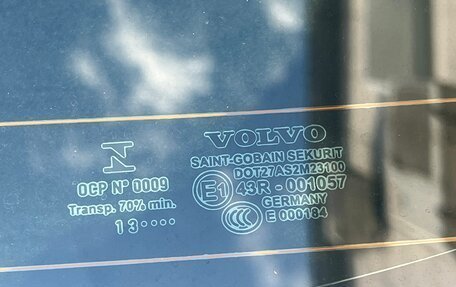 OCP Nº 0009
Transp. 70% min.
1 3 ····
VOLVO
SAINT-GOBAIN SEKURIT
DOT27 AS2M23100
E1 43R - 001057
GERMANY
CCC E 000184